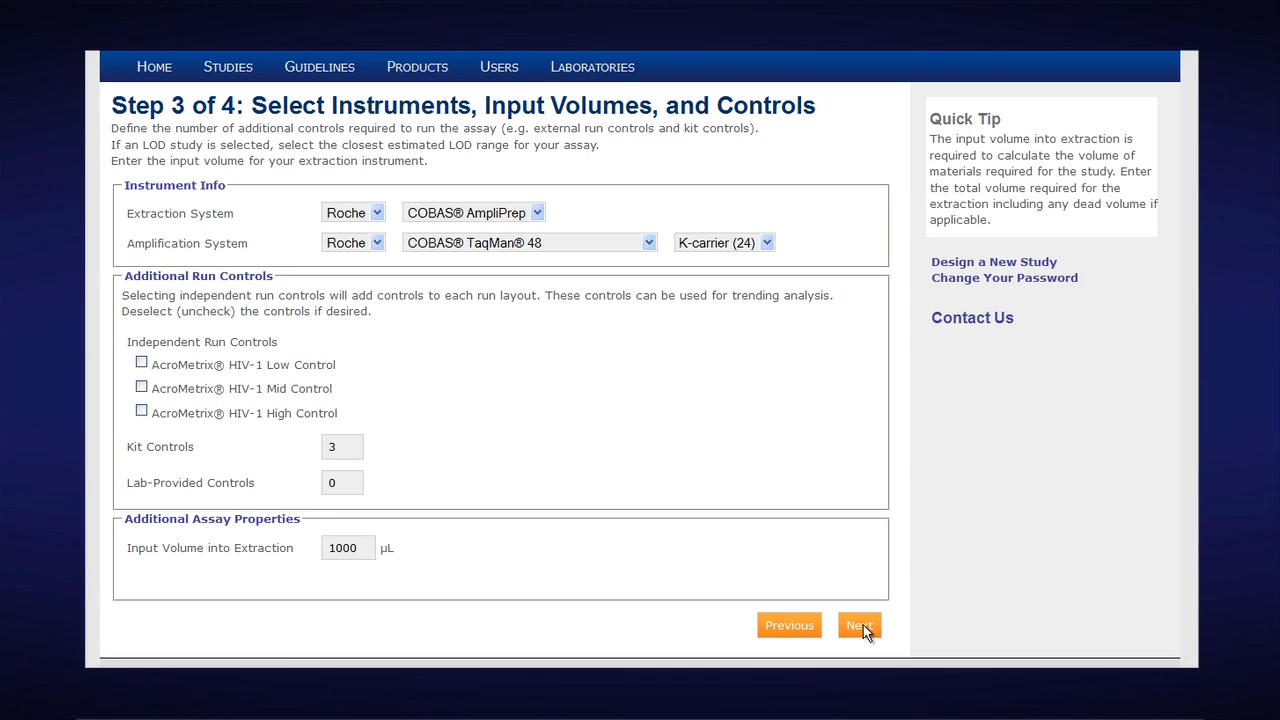 HOME STUDIES GUIDELINES PRODUCTS USERS LABORATORIES
Step 3 of 4: Select Instruments, Input Volumes, and Controls
Define the number of additional controls required to run the assay (e.g. external run controls and kit controls).
If an LOD study is selected, select the closest estimated LOD range for your assay.
Enter the input volume for your extraction instrument.
Instrument Info
Extraction System Roche COBAS® AmpliPrep
Amplification System Roche COBAS® TaqMan® 48 K-carrier (24)
Additional Run Controls
Selecting independent run controls will add controls to each run layout. These controls can be used for trending analysis.
Deselect (uncheck) the controls if desired.
Independent Run Controls
AcroMetrix® HIV-1 Low Control
AcroMetrix® HIV-1 Mid Control
AcroMetrix® HIV-1 High Control
Kit Controls 3
Lab-Provided Controls 0
Additional Assay Properties
Input Volume into Extraction 1000 µL
Previous Next
Quick Tip
The input volume into extraction is
required to calculate the volume of
materials required for the study. Enter
the total volume required for the
extraction including any dead volume if
applicable.
Design a New Study
Change Your Password
Contact Us